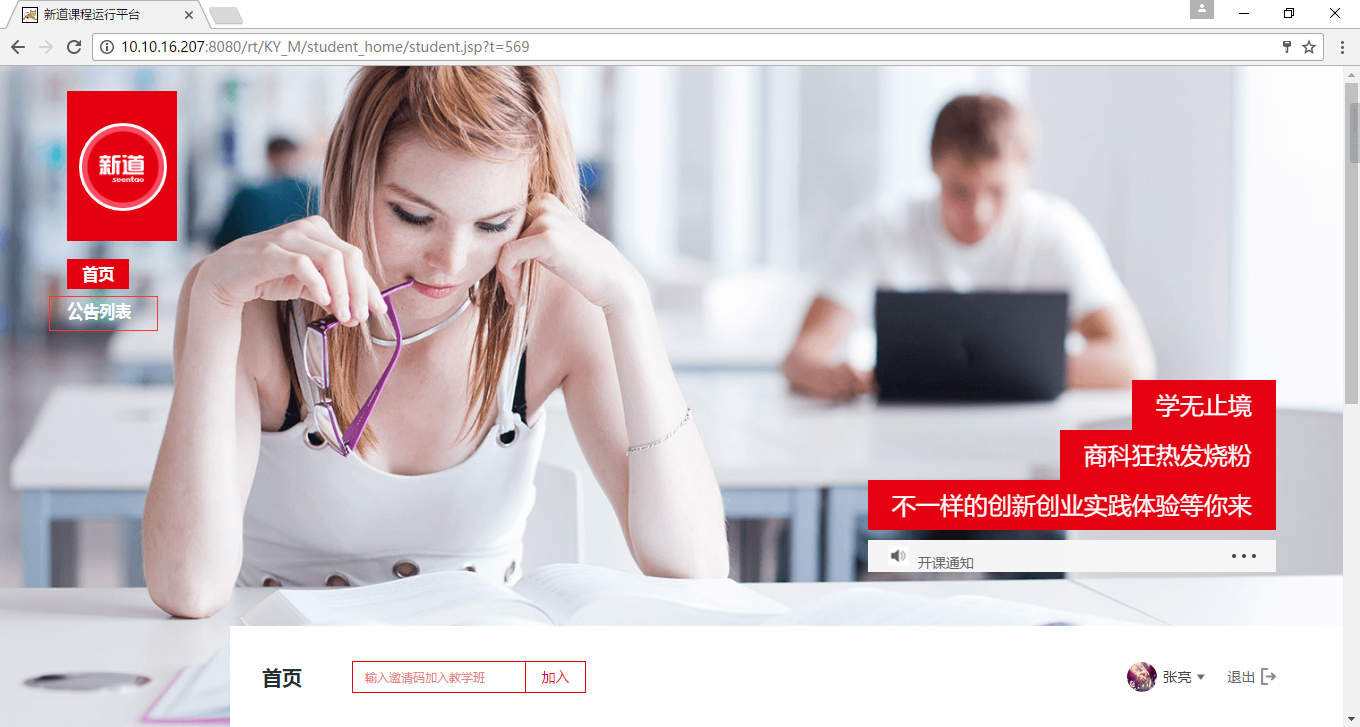 新道课程运行平台
10.10.16.207:8080/rt/KY_M/student_home/student.jsp?t=569
新道
seentao
首页
公告列表
学无止境
商科狂热发烧粉
不一样的创新创业实践体验等你来
开课通知
首页
输入邀请码加入教学班
加入
张亮
退出